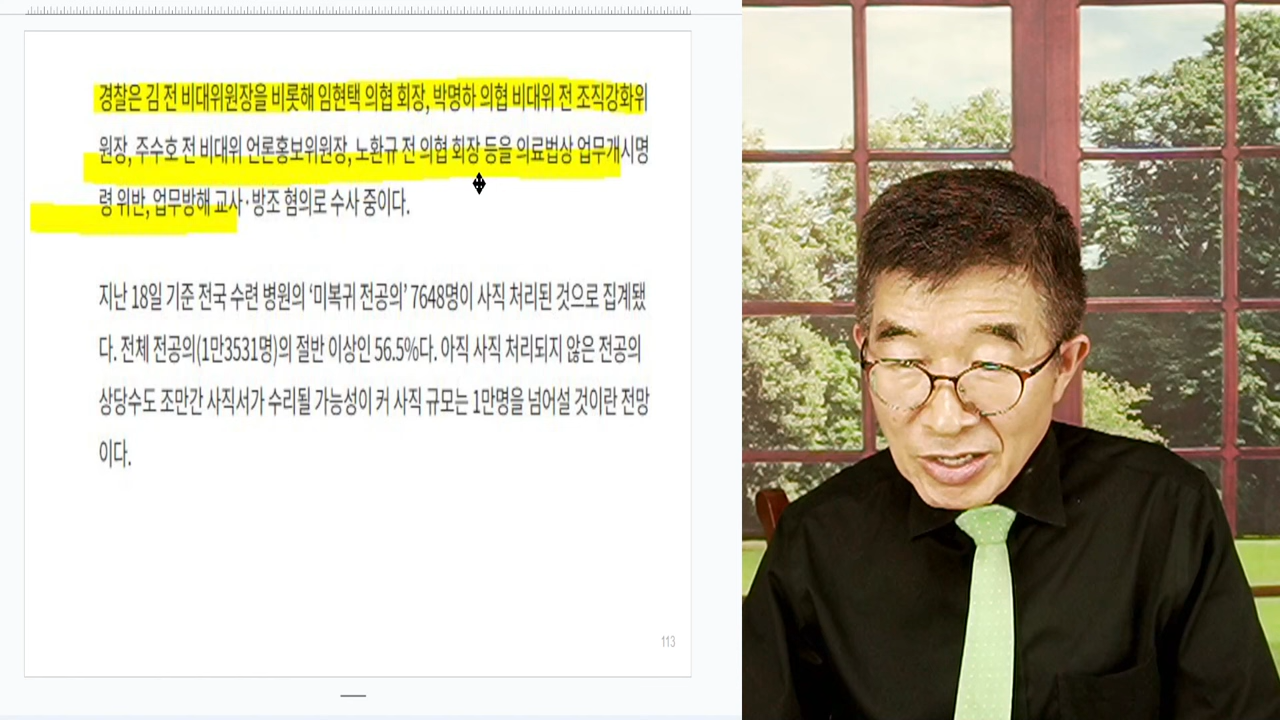 경찰은 김 전 비대위원장을 비롯해 임현택 의협 회장, 박명하 의협 비대위 전 조직강화위
원장, 주수호 전 비대위 언론홍보위원장, 노환규 전 의협 회장 등을 의료법상 업무개시명
령 위반, 업무방해 교사·방조 혐의로 수사 중이다.
지난 18일 기준 전국 수련 병원의 ‘미복귀 전공의’ 7648명이 사직 처리된 것으로 집계됐
다. 전체 전공의(1만3531명)의 절반 이상인 56.5%다. 아직 사직 처리되지 않은 전공의
상당수도 조만간 사직서가 수리될 가능성이 커 사직 규모는 1만명을 넘어설 것이란 전망
이다.
113